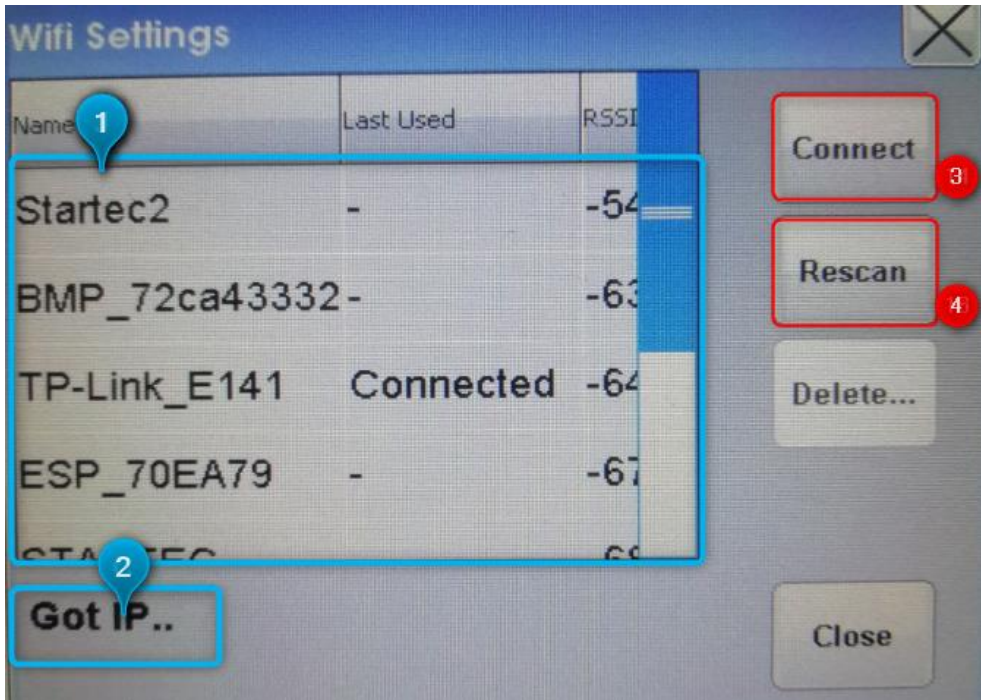 Wifi Settings
Name Last Used RSSI
1
Connect
3
Startec2 - -54
Rescan
4
BMP_72ca43332 - -63
TP-Link_E141 Connected -64
Delete...
ESP_70EA79 - -67
2
Got IP..
Close